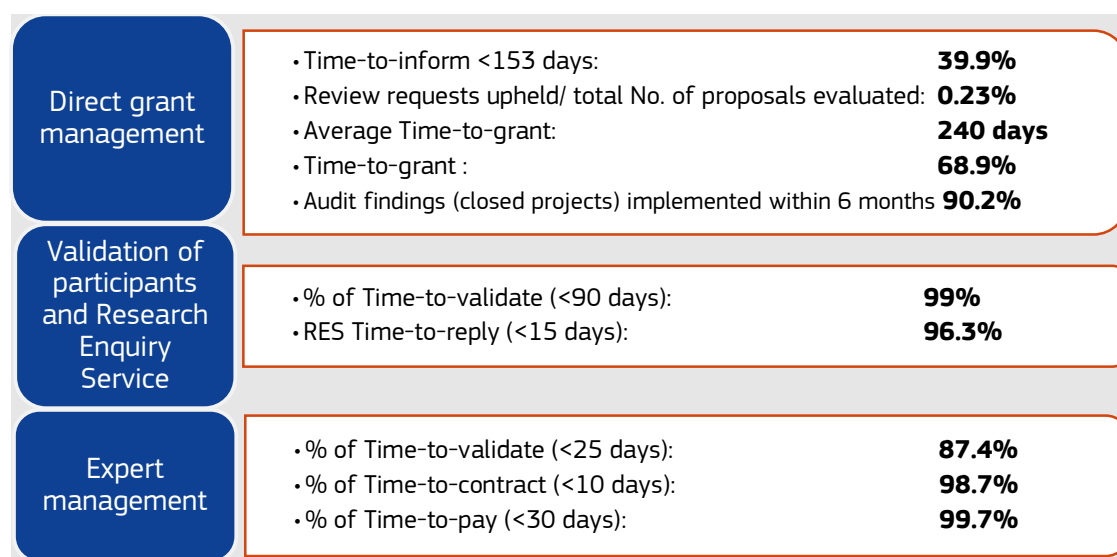 Direct grant
management
•Time-to-inform <153 days: 39.9%
•Review requests upheld/ total No. of proposals evaluated: 0.23%
•Average Time-to-grant: 240 days
•Time-to-grant : 68.9%
•Audit findings (closed projects) implemented within 6 months 90.2%
Validation of
participants
and Research
Enquiry
Service
•% of Time-to-validate (<90 days): 99%
•RES Time-to-reply (<15 days): 96.3%
Expert
management
•% of Time-to-validate (<25 days): 87.4%
•% of Time-to-contract (<10 days): 98.7%
•% of Time-to-pay (<30 days): 99.7%